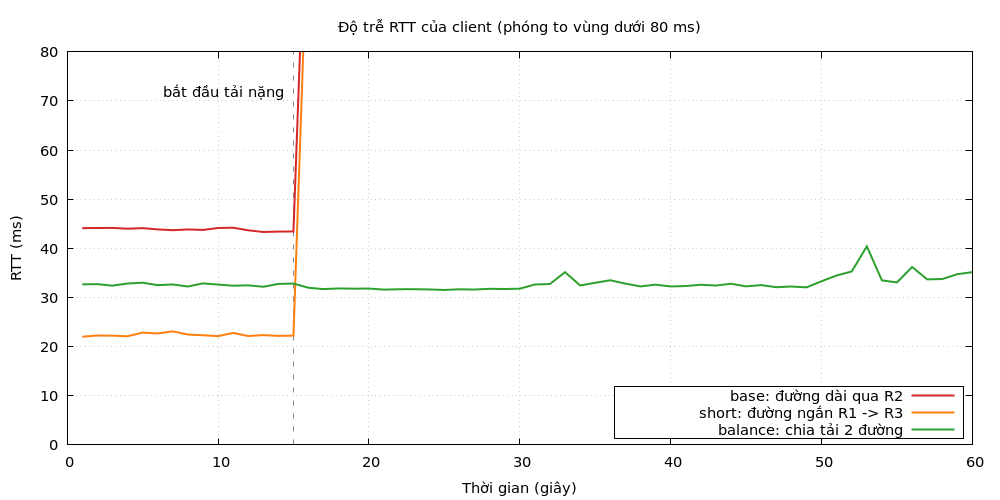 Độ trễ RTT của client (phóng to vùng dưới 80 ms)
80
70
60
50
40
30
20
10
0
RTT (ms)
bắt đầu tải nặng
base: đường dài qua R2
short: đường ngắn R1 -> R3
balance: chia tải 2 đường
0 10 20 30 40 50 60
Thời gian (giây)